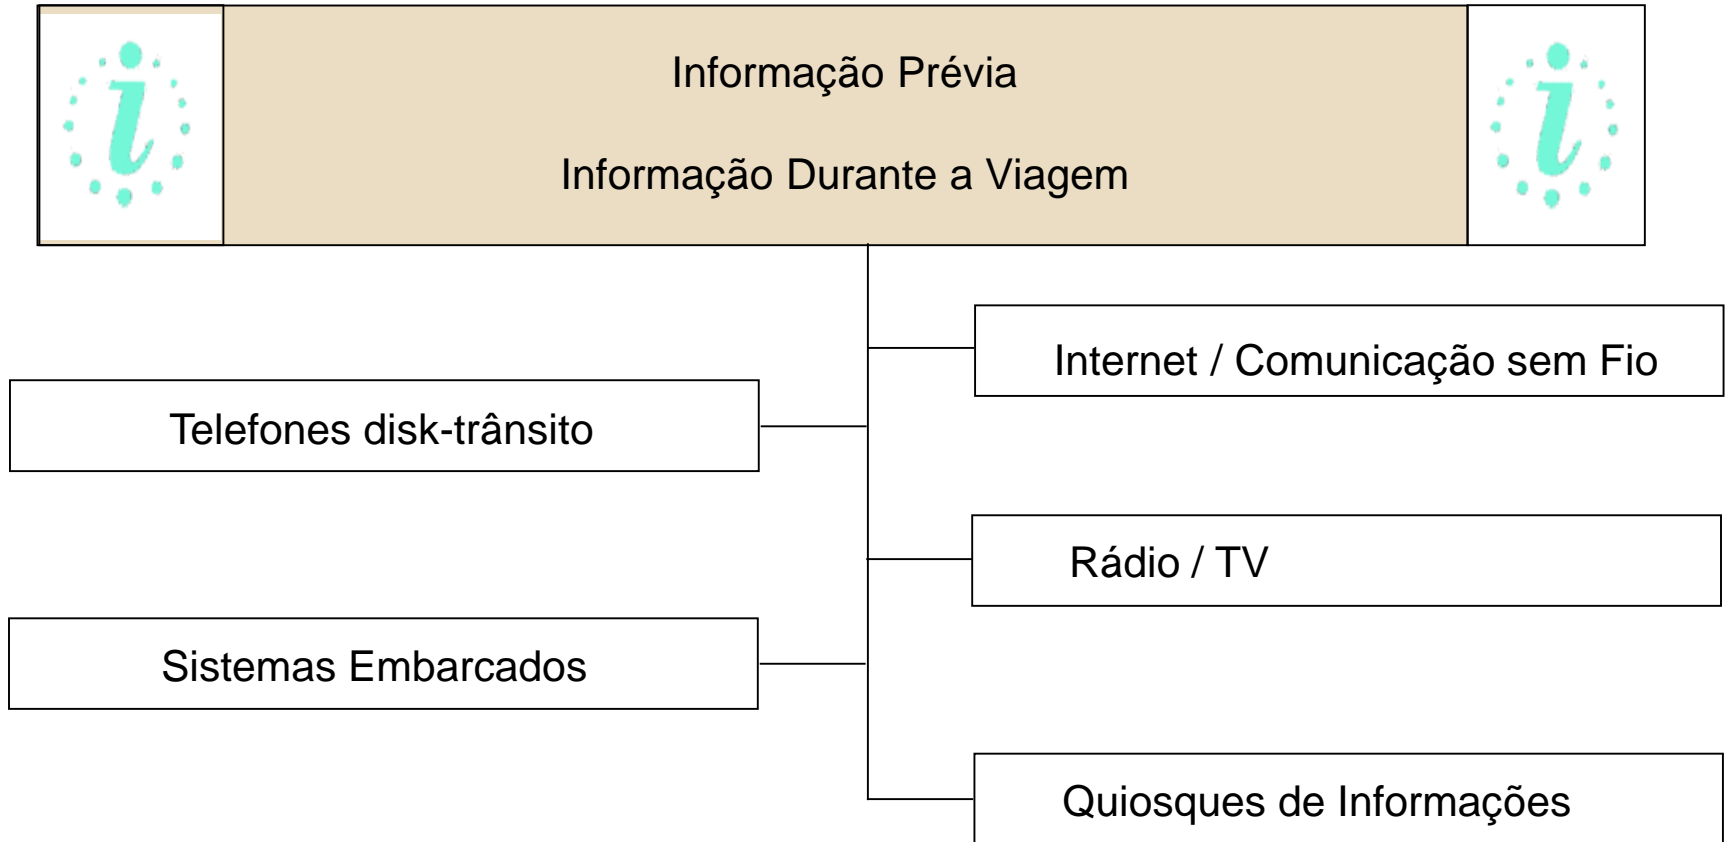 Informação Prévia
Informação Durante a Viagem
Internet / Comunicação sem Fio
Telefones disk-trânsito
Rádio / TV
Sistemas Embarcados
Quiosques de Informações